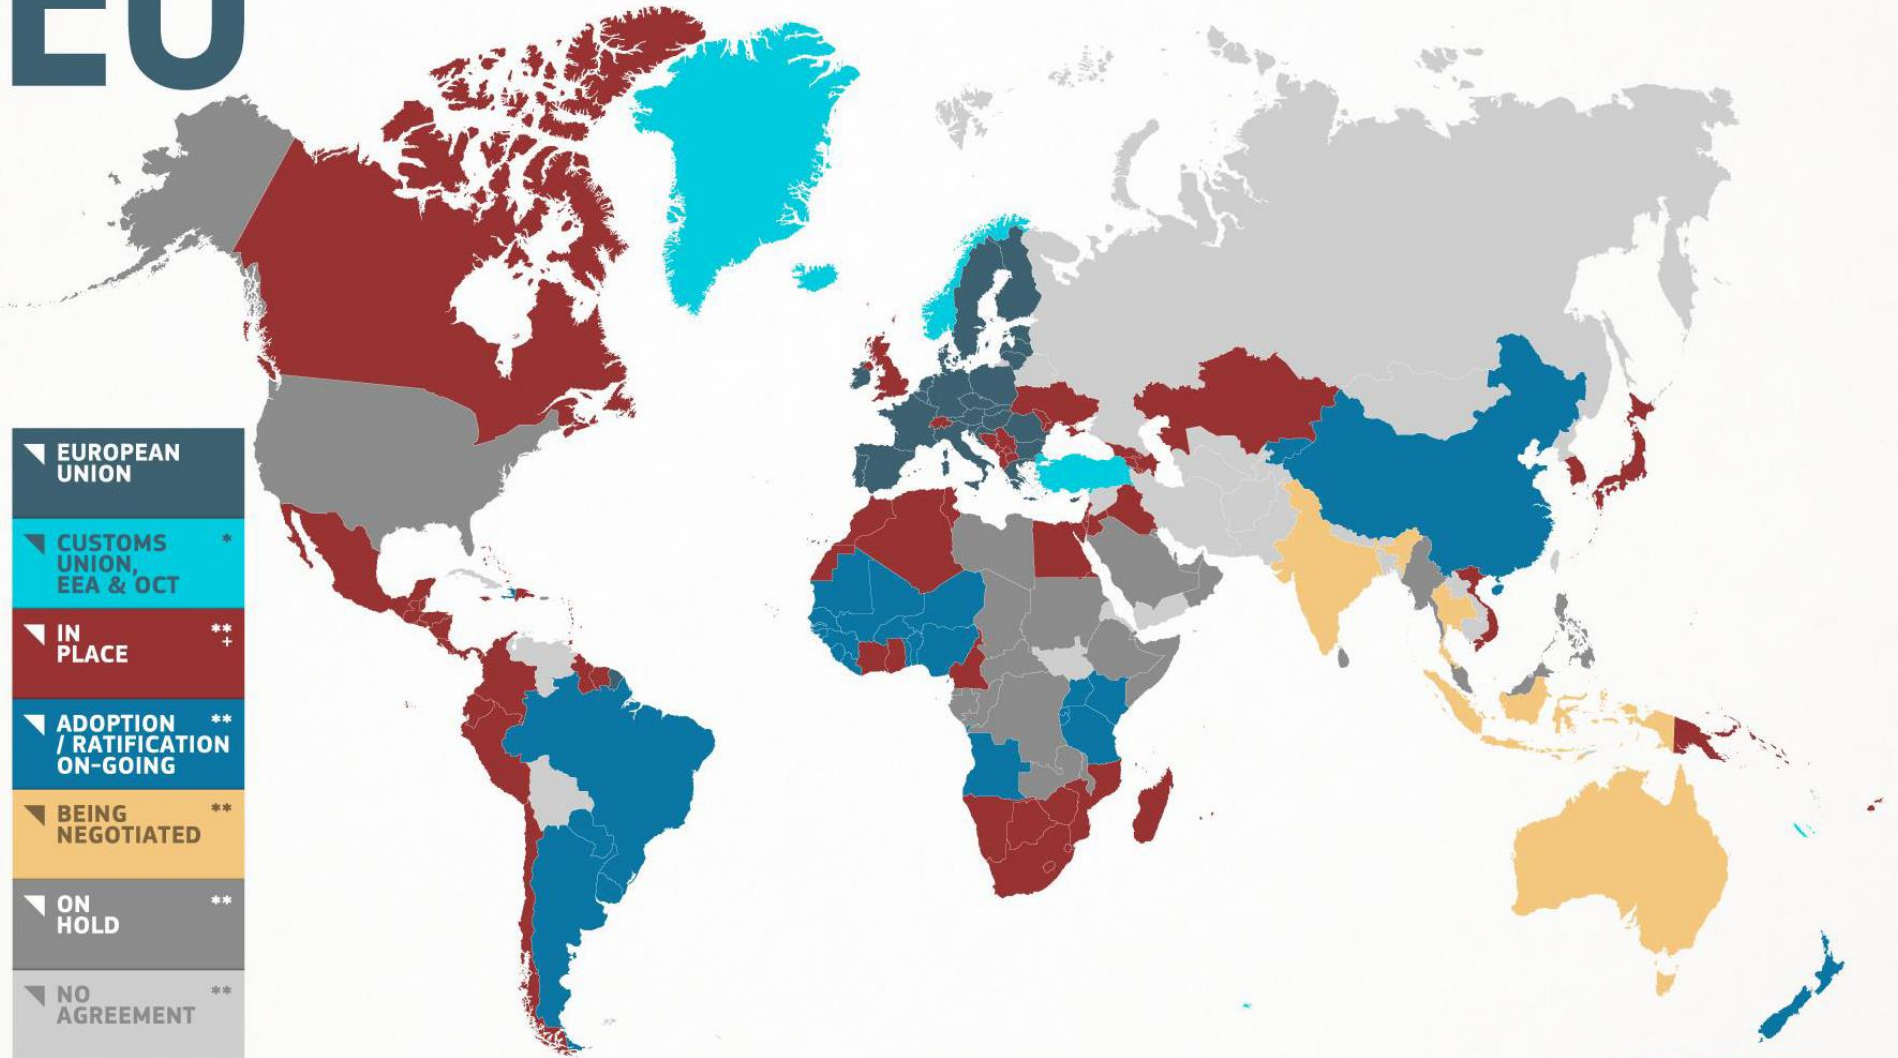 EU
EUROPEAN
UNION
CUSTOMS *
UNION,
EEA & OCT
IN **
PLACE +
ADOPTION **
/ RATIFICATION
ON-GOING
BEING **
NEGOTIATED
ON **
HOLD
NO **
AGREEMENT